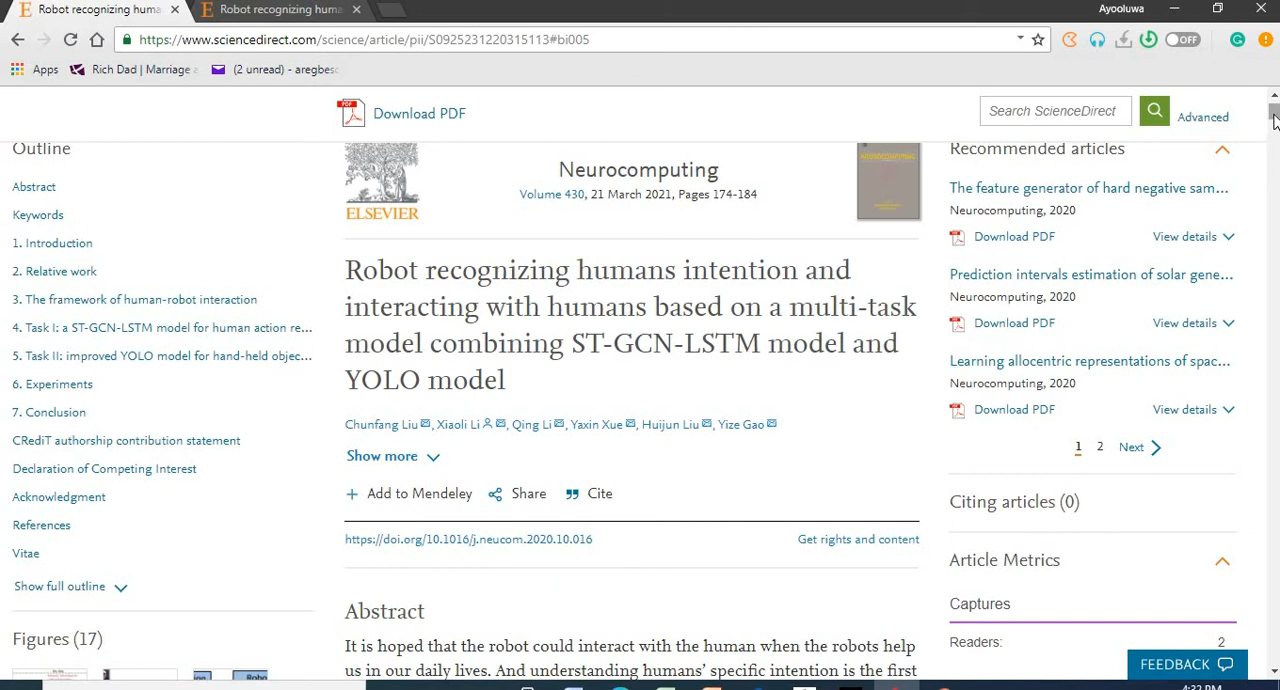 Robot recognizing huma
Robot recognizing human
Ayooluwa
https://www.sciencedirect.com/science/article/pii/S0925231220315113#bi005
OFF
Apps
Rich Dad | Marriage a
(2 unread) - aregbes
PDF
Download PDF
Search ScienceDirect
Advanced
Outline
Abstract
Keywords
1. Introduction
2. Relative work
3. The framework of human-robot interaction
4. Task I: a ST-GCN-LSTM model for human action re...
5. Task II: improved YOLO model for hand-held objec...
6. Experiments
7. Conclusion
CRediT authorship contribution statement
Declaration of Competing Interest
Acknowledgment
References
Vitae
Show full outline
Figures (17)
ELSEVIER
Neurocomputing
Volume 430, 21 March 2021, Pages 174-184
NEUROCOMPUTING
Robot recognizing humans intention and
interacting with humans based on a multi-task
model combining ST-GCN-LSTM model and
YOLO model
Chunfang Liu, Xiaoli Li, Qing Li, Yaxin Xue, Huijun Liu, Yize Gao
Show more
Add to Mendeley Share Cite
https://doi.org/10.1016/j.neucom.2020.10.016
Get rights and content
Abstract
It is hoped that the robot could interact with the human when the robots help
us in our daily lives. And understanding humans' specific intention is the first
Recommended articles
The feature generator of hard negative sam...
Neurocomputing, 2020
Download PDF View details
Prediction intervals estimation of solar gene...
Neurocomputing, 2020
Download PDF View details
Learning allocentric representations of spac...
Neurocomputing, 2020
Download PDF View details
1 2 Next
Citing articles (0)
Article Metrics
Captures
Readers: 2
FEEDBACK
4:32 PM